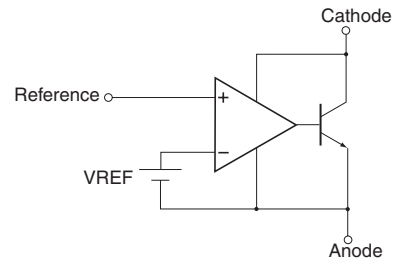 Cathode
Reference
+
−
VREF
Anode